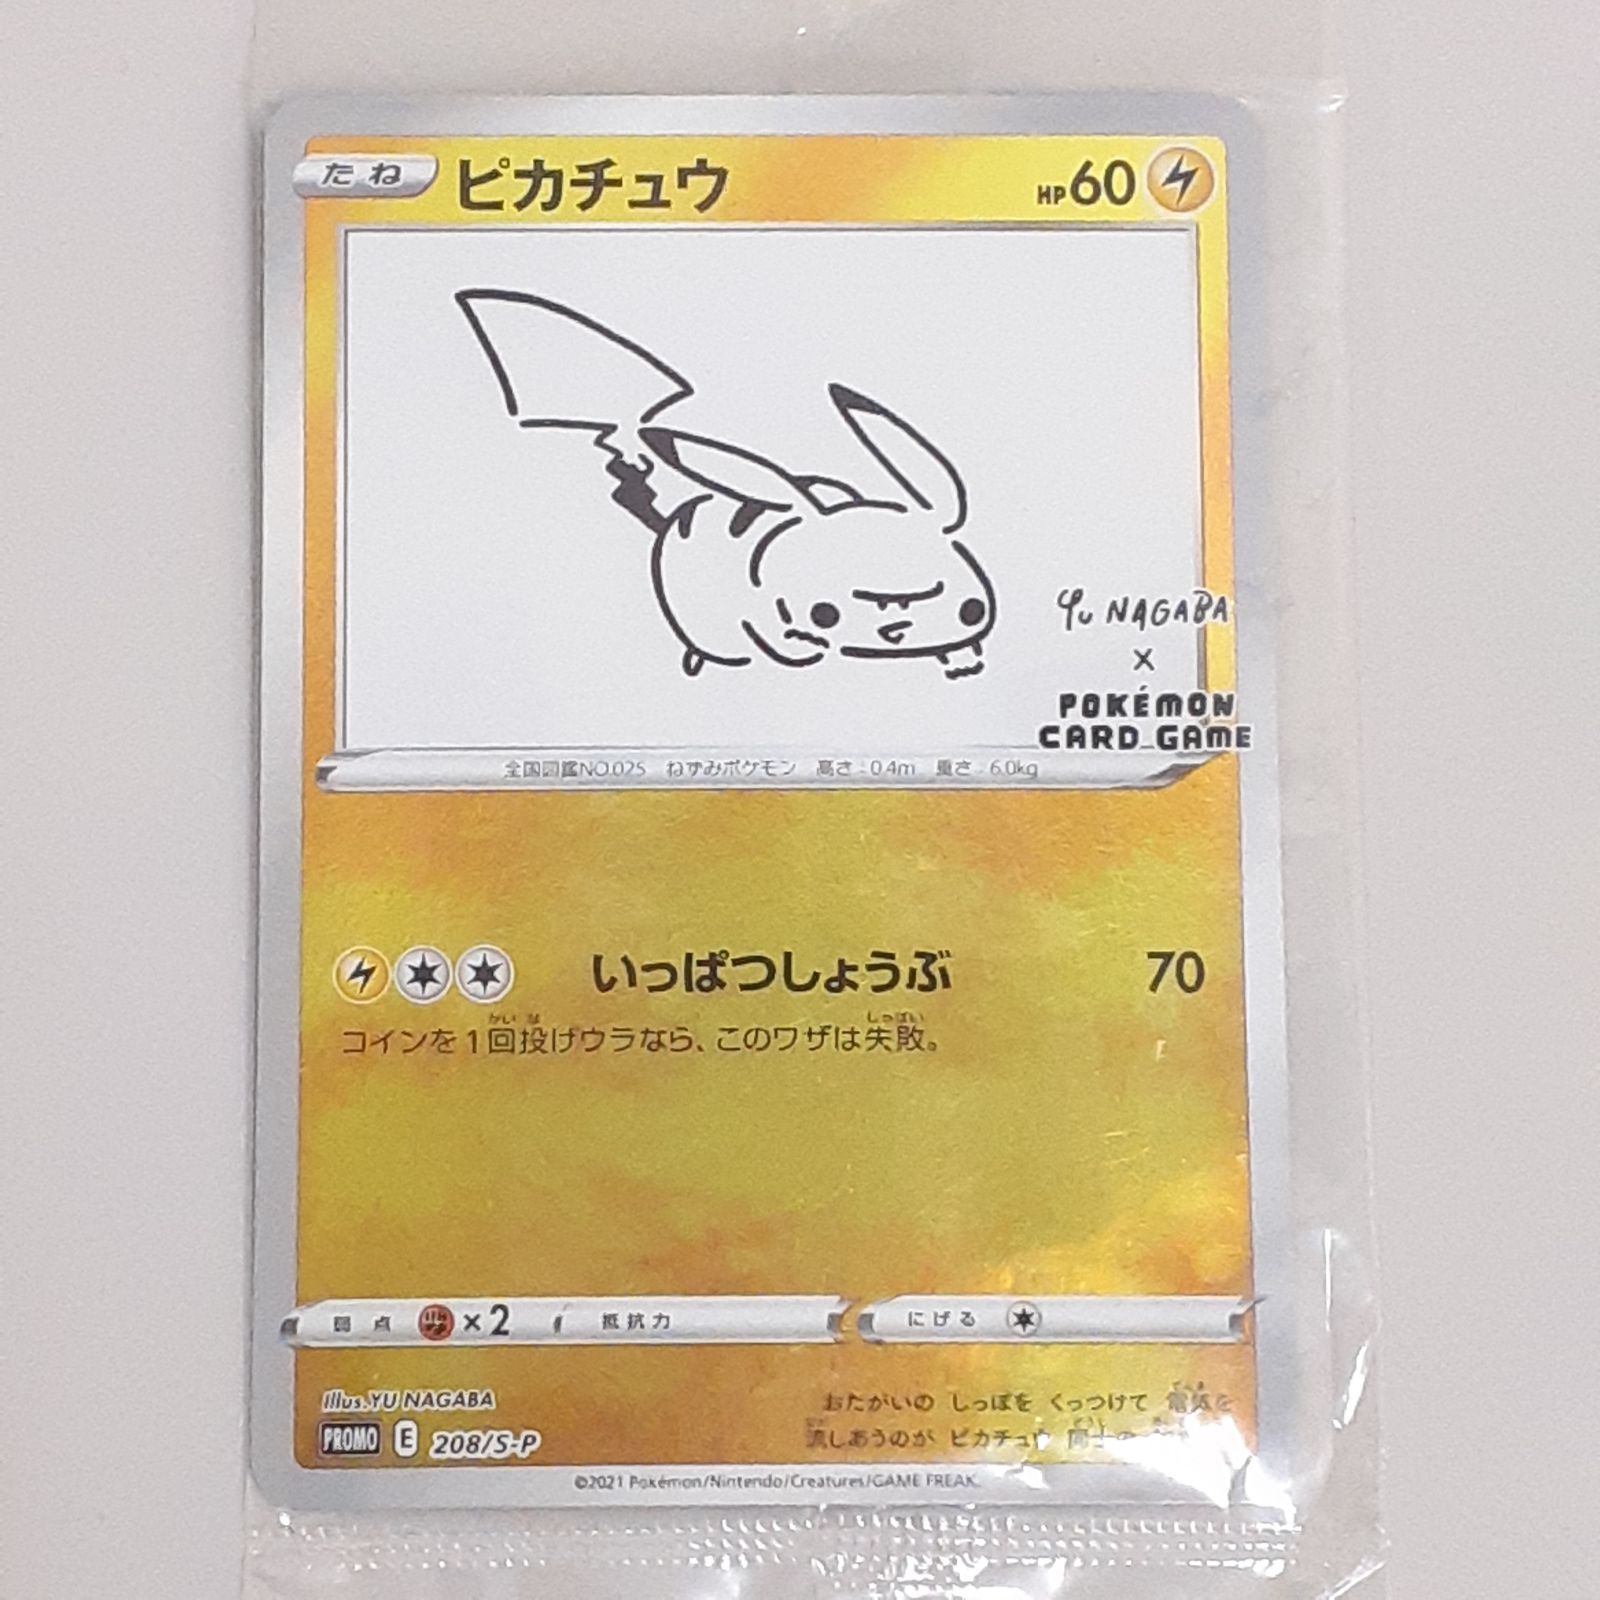 たね ピカチュウ HP60
YU NAGABA
×
POKÉMON
CARD GAME
全国図鑑NO.025 ねずみポケモン 高さ:0.4m 重さ:6.0kg
いっぱつしょうぶ 70
コインを1回投げウラなら、このワザは失敗。
弱点 ×2 抵抗力 にげる
Illus.YU NAGABA
PROMO E 208/S-P
おたがいの しっぽを くっつけて 電気を
流しあうのが ピカチュウ 同士の
©2021 Pokémon/Nintendo/Creatures/GAME FREAK.